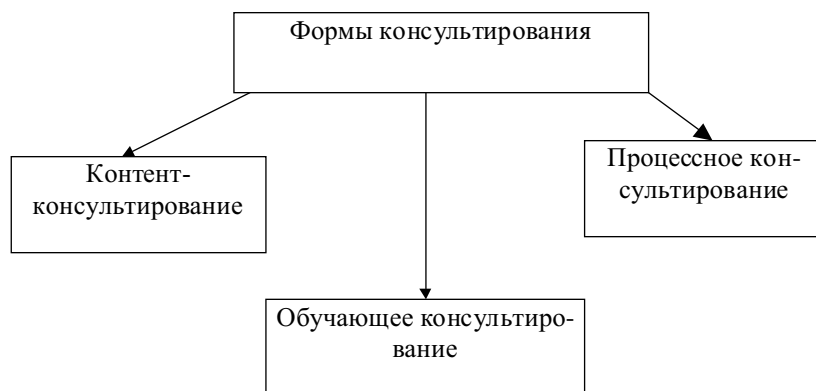 Формы консультирования
Контент-
консультирование
Процессное кон-
сультирование
Обучающее консультиро-
вание